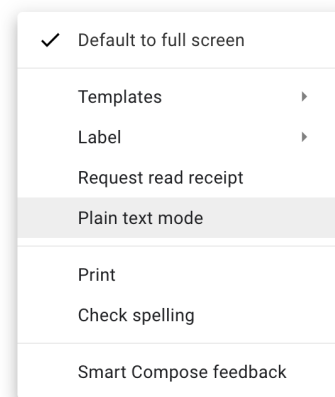 Default to full screen
Templates
Label
Request read receipt
Plain text mode
Print
Check spelling
Smart Compose feedback